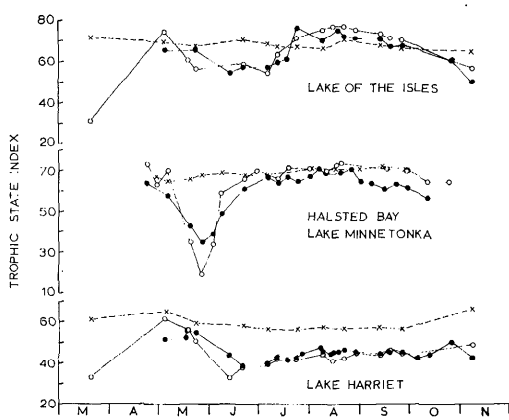 TROPHIC STATE INDEX
80
60
40
20
LAKE OF THE ISLES
70
50
30
10
HALSTED BAY
LAKE MINNETONKA
60
40
20
LAKE HARRIET
M A M J J A S O N